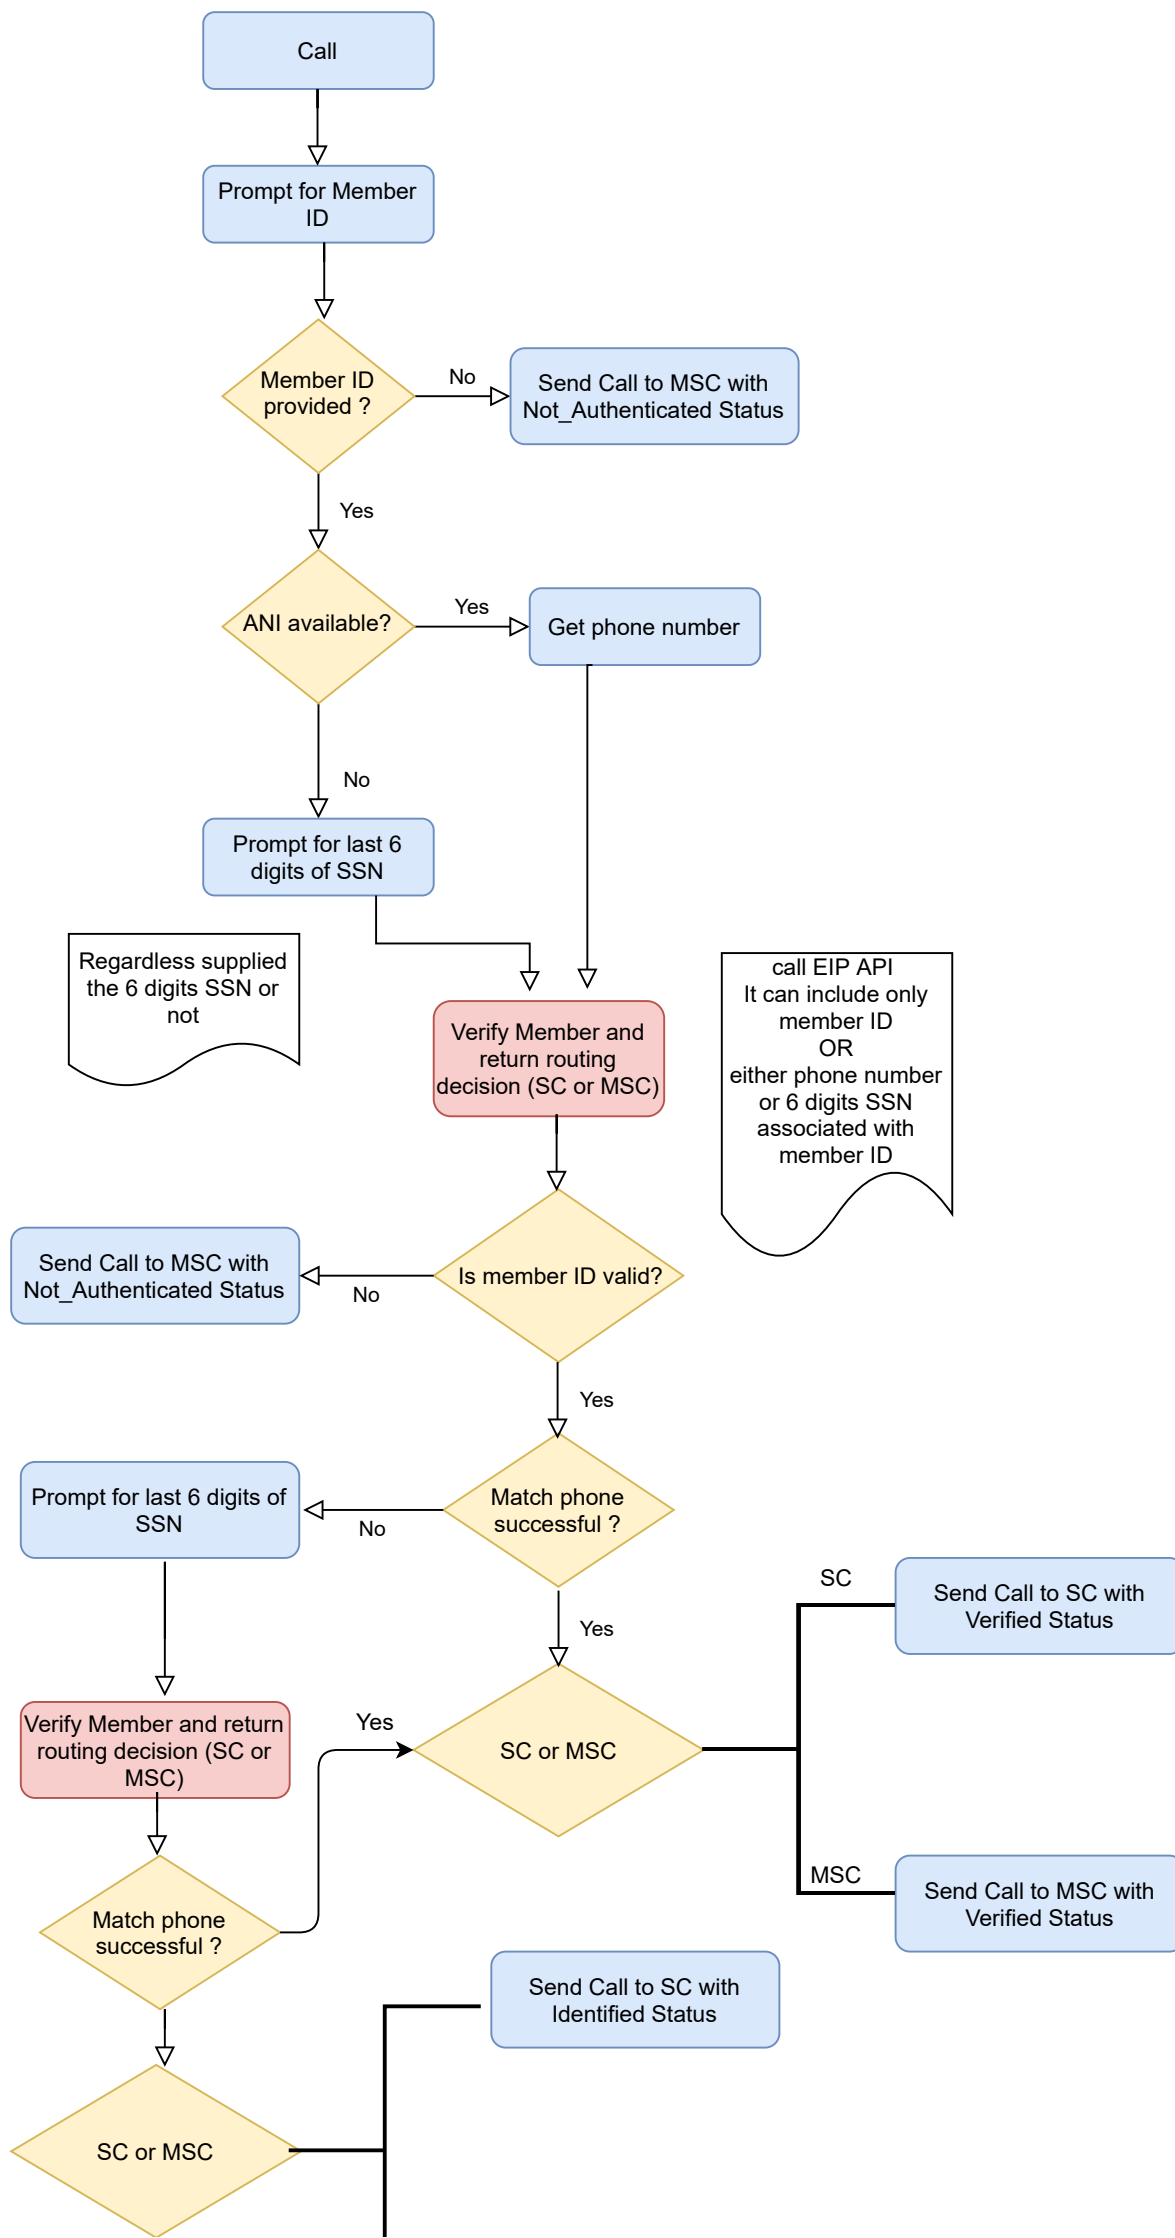 Call
Prompt for Member
ID
Member ID
provided ?
No
Send Call to MSC with
Not_Authenticated Status
Yes
ANI available?
Yes
Get phone number
No
Prompt for last 6
digits of SSN
Regardless supplied
the 6 digits SSN or
not
Verify Member and
return routing
decision (SC or MSC)
call EIP API
It can include only
member ID
OR
either phone number
or 6 digits SSN
associated with
member ID
Send Call to MSC with
Not_Authenticated Status
No
Is member ID valid?
Yes
Prompt for last 6 digits of
SSN
No
Match phone
successful ?
Yes
SC
Send Call to SC with
Verified Status
Verify Member and return
routing decision (SC or
MSC)
Yes
SC or MSC
MSC
Send Call to MSC with
Verified Status
Match phone
successful ?
Send Call to SC with
Identified Status
SC or MSC